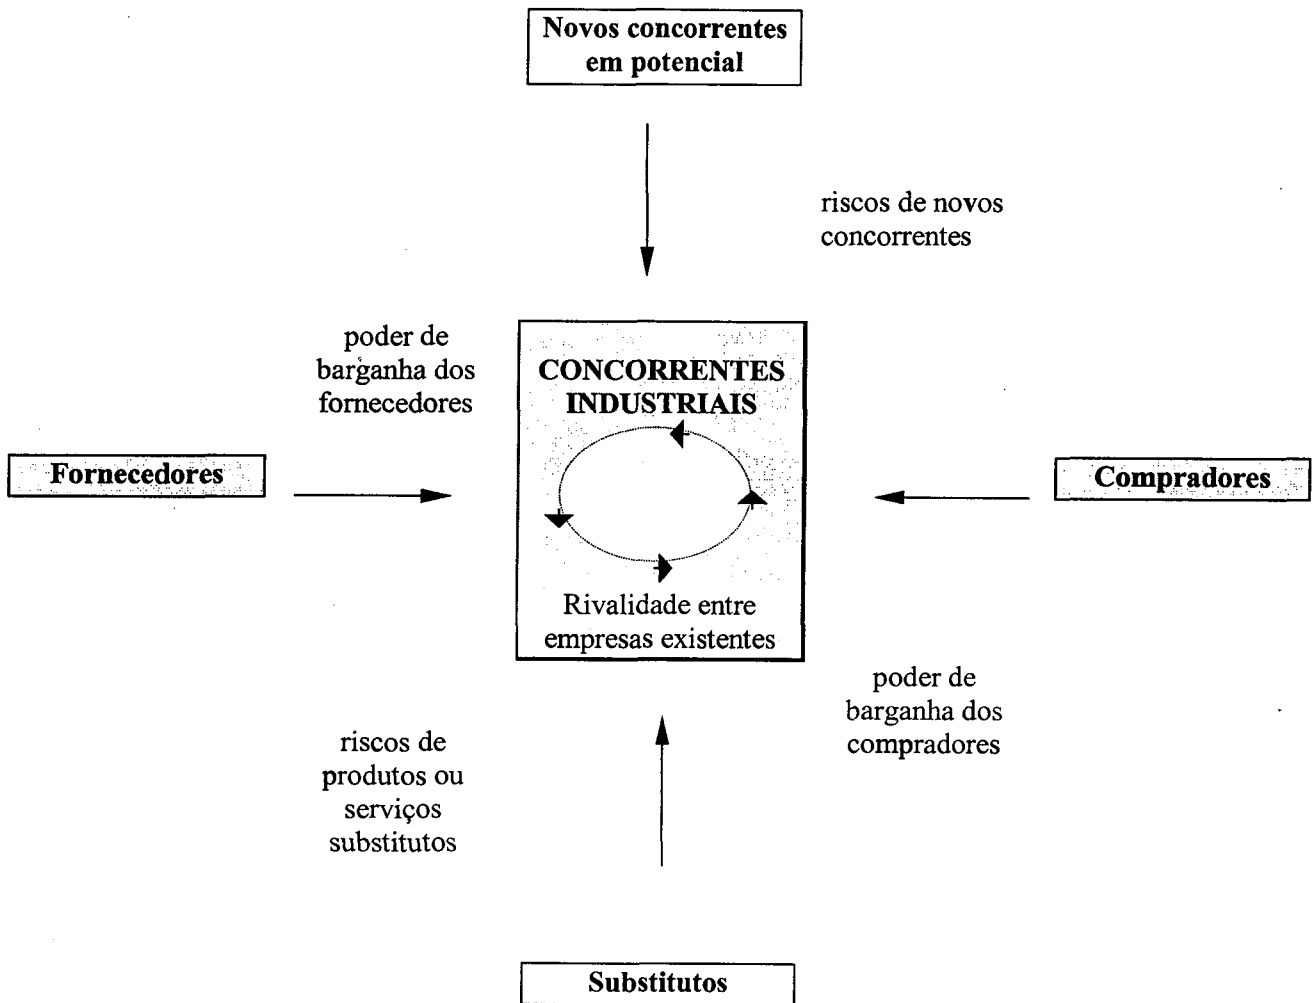 Novos concorrentes
em potencial
riscos de novos
concorrentes
poder de
barganha dos
fornecedores
CONCORRENTES
INDUSTRIAIS
Fornecedores
Compradores
Rivalidade entre
empresas existentes
poder de
barganha dos
compradores
riscos de
produtos ou
serviços
substitutos
Substitutos